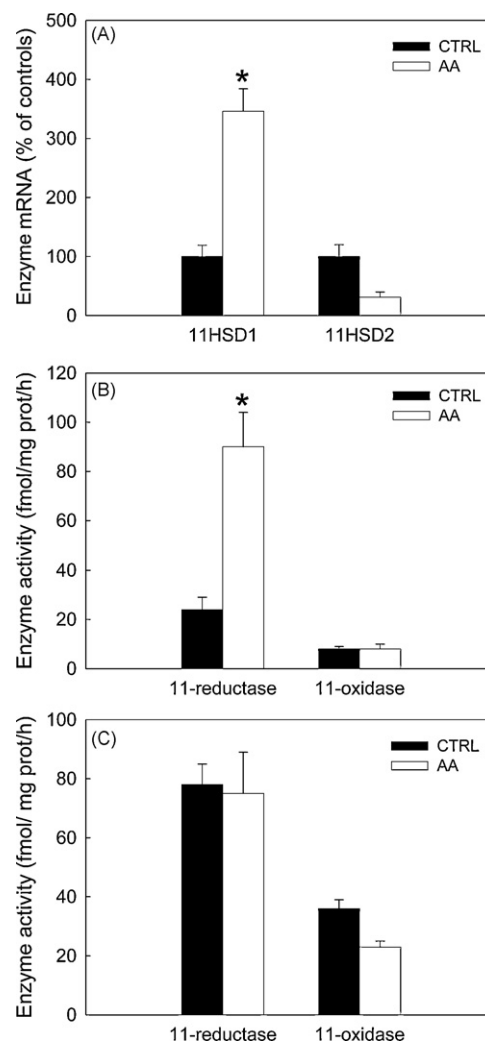 (A)
CTRL
AA
Enzyme mRNA (% of controls)
500
400
300
200
100
0
*
11HSD1 11HSD2
(B)
CTRL
AA
Enzyme activity (fmol/mg prot/h)
120
100
80
60
40
20
0
*
11-reductase 11-oxidase
(C)
CTRL
AA
Enzyme activity (fmol/ mg prot/h)
100
80
60
40
20
0
11-reductase 11-oxidase